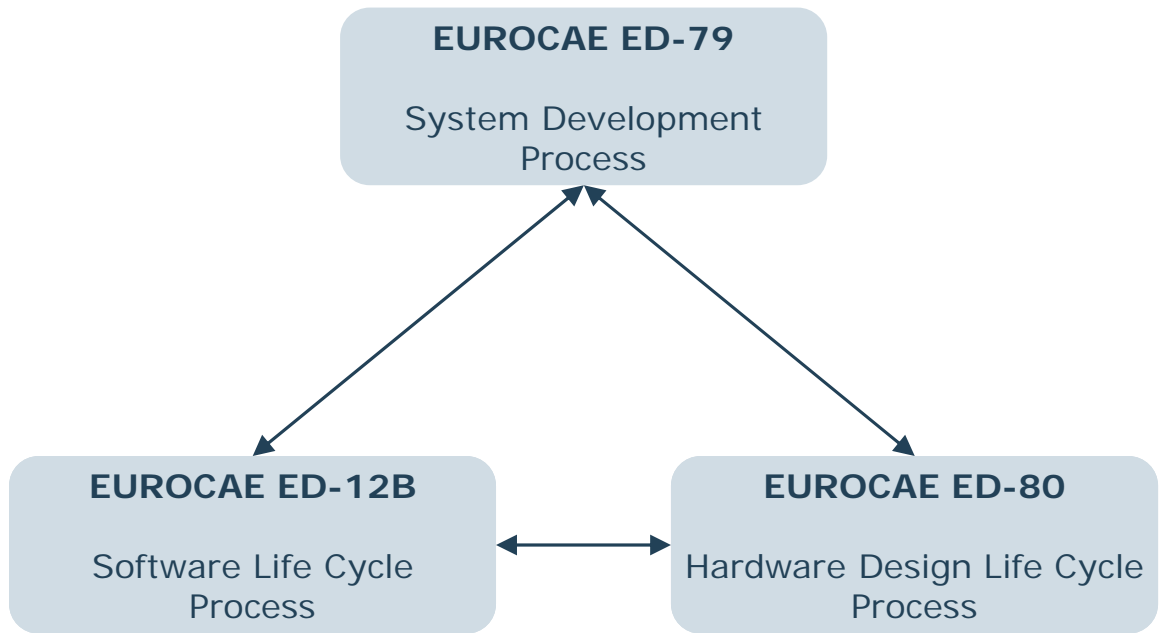 EUROCAE ED-79
System Development
Process
EUROCAE ED-12B
Software Life Cycle
Process
EUROCAE ED-80
Hardware Design Life Cycle
Process